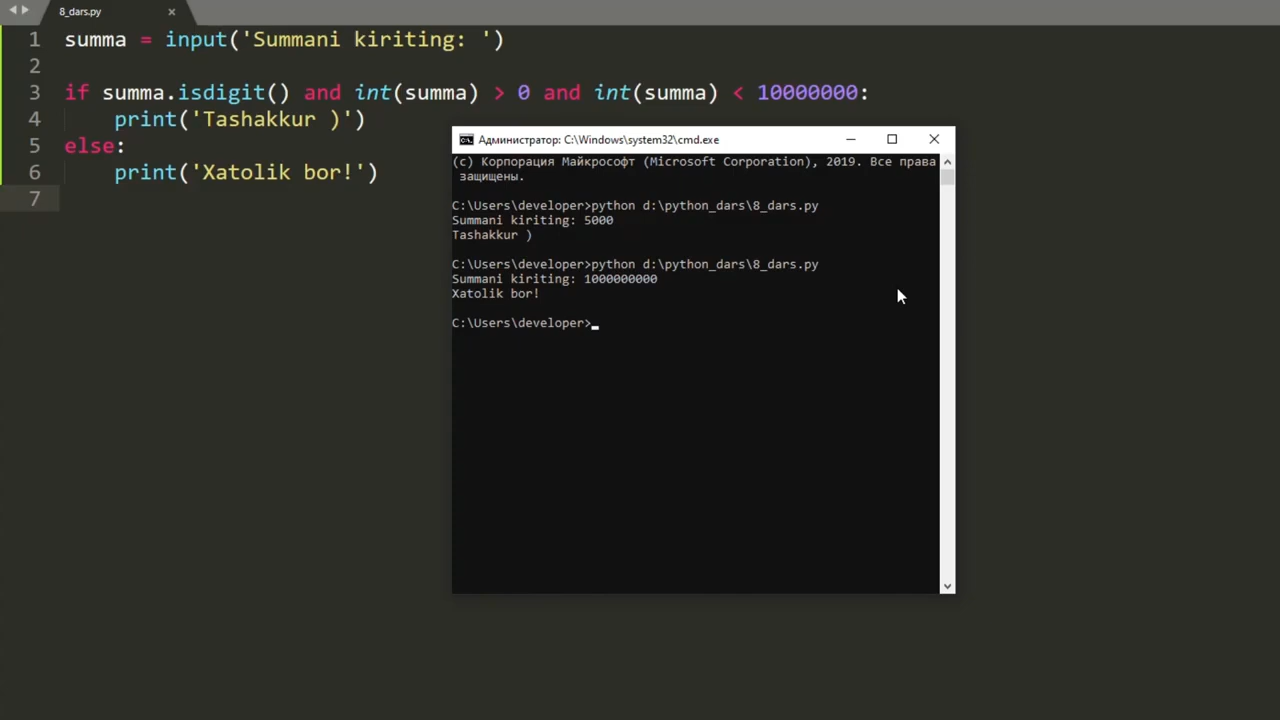 8_dars.py
1 summa = input('Summani kiriting: ')
2
3 if summa.isdigit() and int(summa) > 0 and int(summa) < 10000000:
4 print('Tashakkur )')
5 else:
6 print('Xatolik bor!')
7
Администратор: C:\Windows\system32\cmd.exe
(c) Корпорация Майкрософт (Microsoft Corporation), 2019. Все права
защищены.
C:\Users\developer>python d:\python_dars\8_dars.py
Summani kiriting: 5000
Tashakkur )
C:\Users\developer>python d:\python_dars\8_dars.py
Summani kiriting: 1000000000
Xatolik bor!
C:\Users\developer>